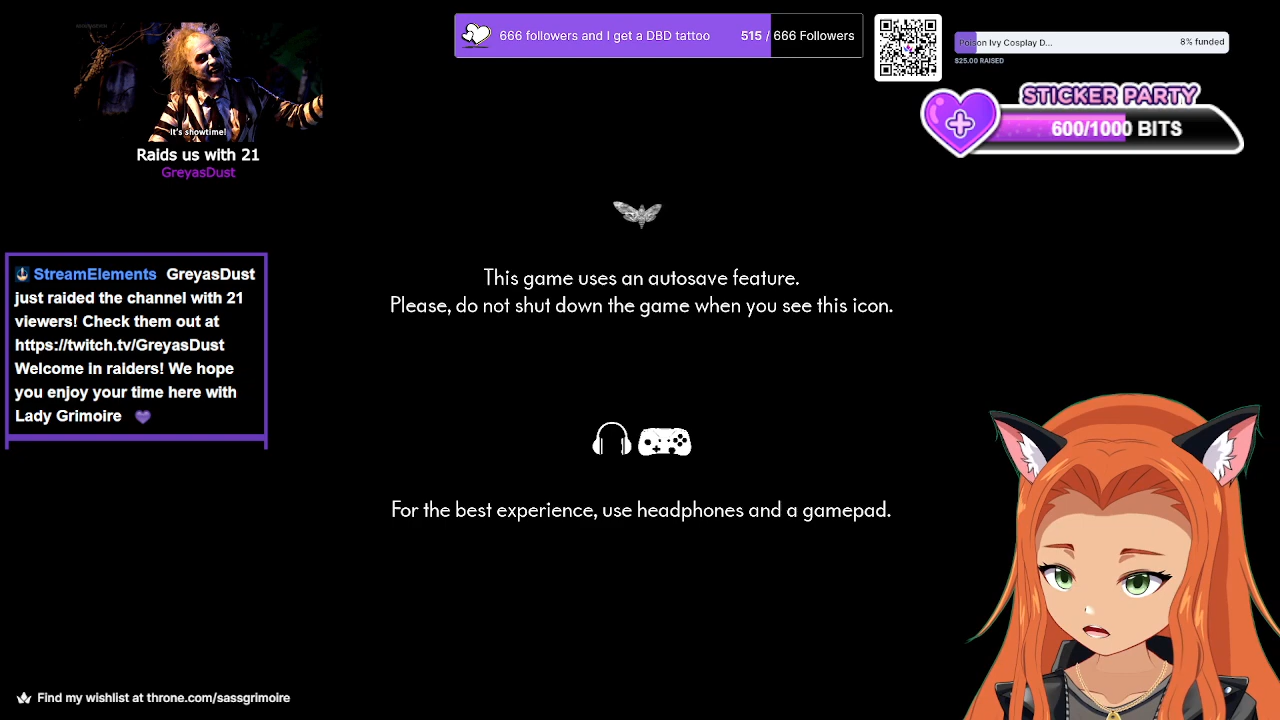 It's showtime!
Raids us with 21
GreyasDust
666 followers and I get a DBD tattoo 515 / 666 Followers
Poison Ivy Cosplay D... 8% funded
$25.00 RAISED
STICKER PARTY
600/1000 BITS
StreamElements GreyasDust
just raided the channel with 21
viewers! Check them out at
https://twitch.tv/GreyasDust
Welcome in raiders! We hope
you enjoy your time here with
Lady Grimoire
This game uses an autosave feature.
Please, do not shut down the game when you see this icon.
For the best experience, use headphones and a gamepad.
Find my wishlist at throne.com/sassgrimoire